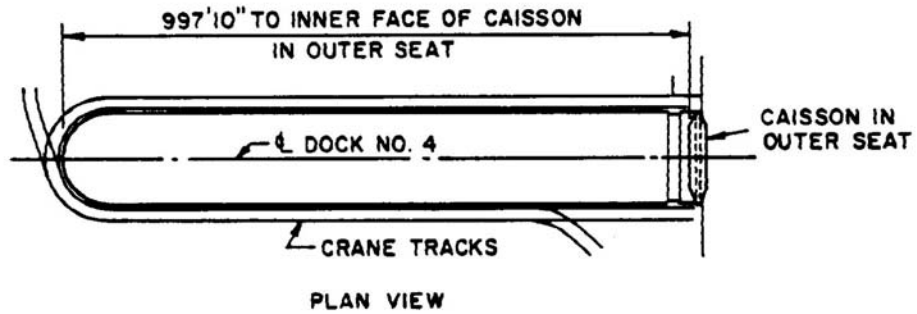 997'10" TO INNER FACE OF CAISSON
IN OUTER SEAT
CAISSON IN
OUTER SEAT
℄ DOCK NO. 4
CRANE TRACKS
PLAN VIEW